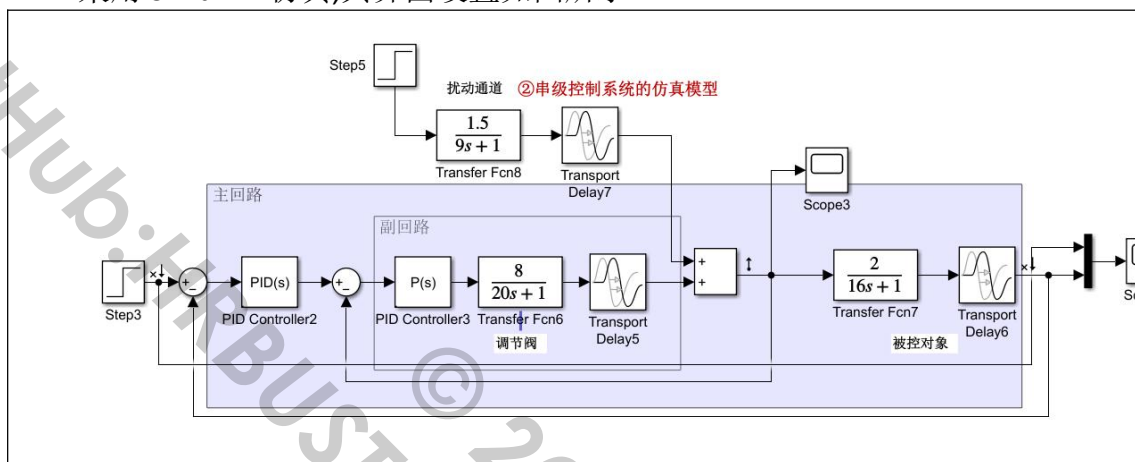 Step5
扰动通道 ②串级控制系统的仿真模型
1.5
9s + 1
Transfer Fcn8
Transport
Delay7
Scope3
主回路
副回路
Step3
PID(s)
PID Controller2
P(s)
PID Controller3
8
20s + 1
Transfer Fcn6
调节阀
Transport
Delay5
2
16s + 1
Transfer Fcn7
Transport
Delay6
被控对象
Hub:HRBUST
©